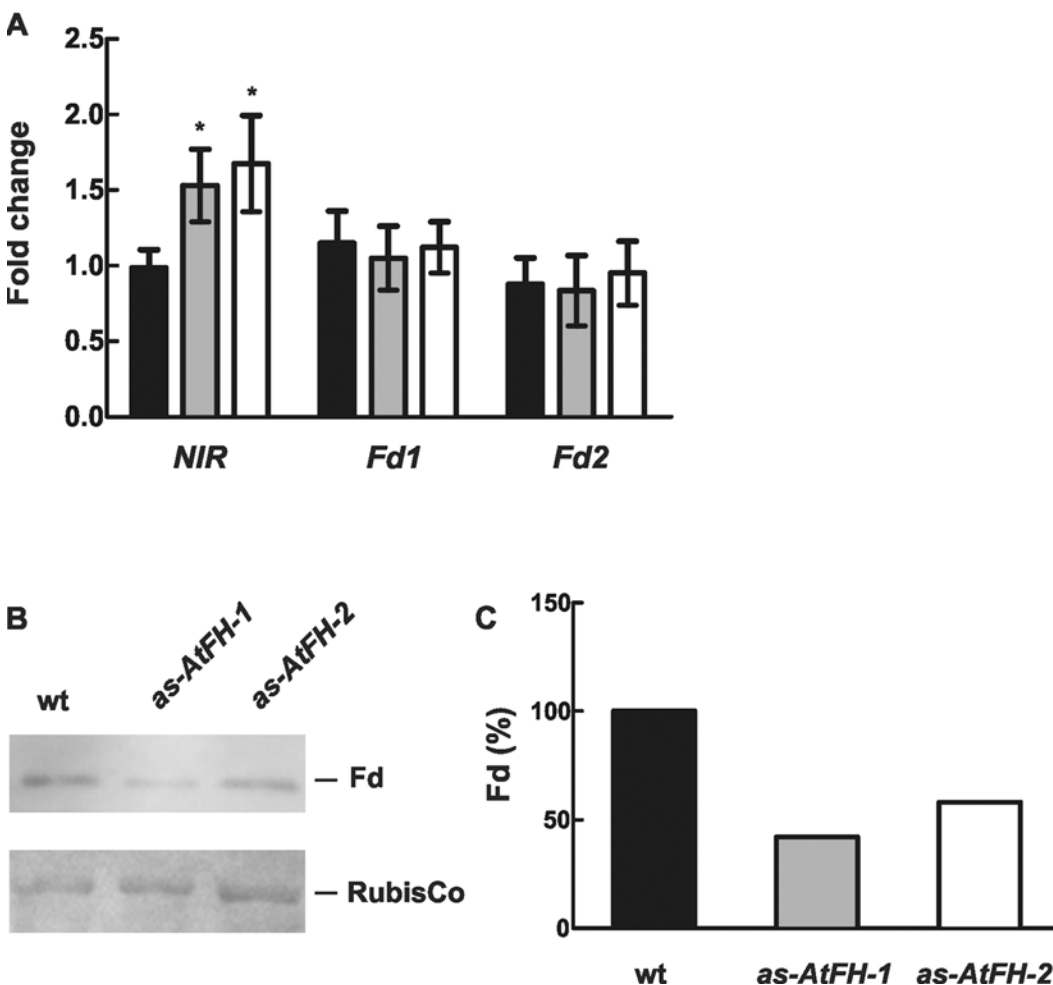 A
Fold change
2.5
2.0
1.5
1.0
0.5
0.0
*
*
NIR
Fd1
Fd2
B
wt
as-AtFH-1
as-AtFH-2
Fd
RubisCo
C
Fd (%)
150
100
50
0
wt
as-AtFH-1
as-AtFH-2